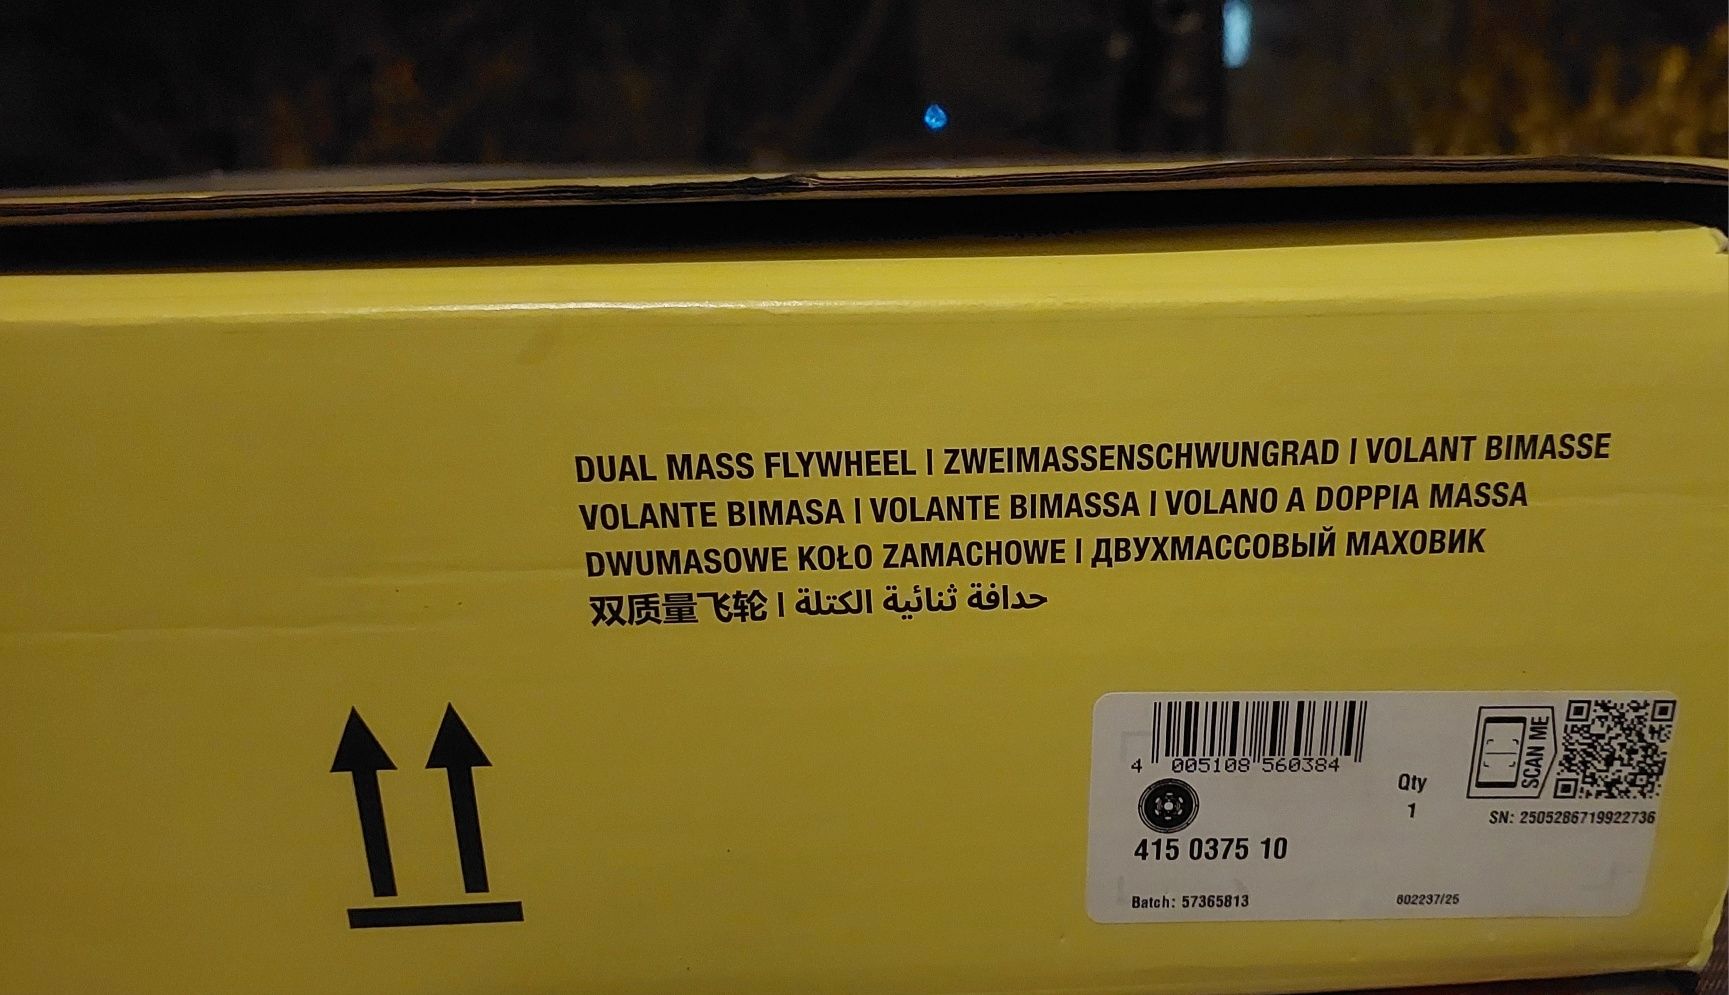 DUAL MASS FLYWHEEL | ZWEIMASSENSCHWUNGRAD | VOLANT BIMASSE
VOLANTE BIMASA | VOLANTE BIMASSA | VOLANO A DOPPIA MASSA
DWUMASOWE KOŁO ZAMACHOWE | ДВУХМАССОВЫЙ МАХОВИК
双质量飞轮 | حدافة ثنائية الكتلة
4 005108 560384
Qty
1
SCAN ME
SN: 2505286719922736
415 0375 10
Batch: 57365813
602237/25